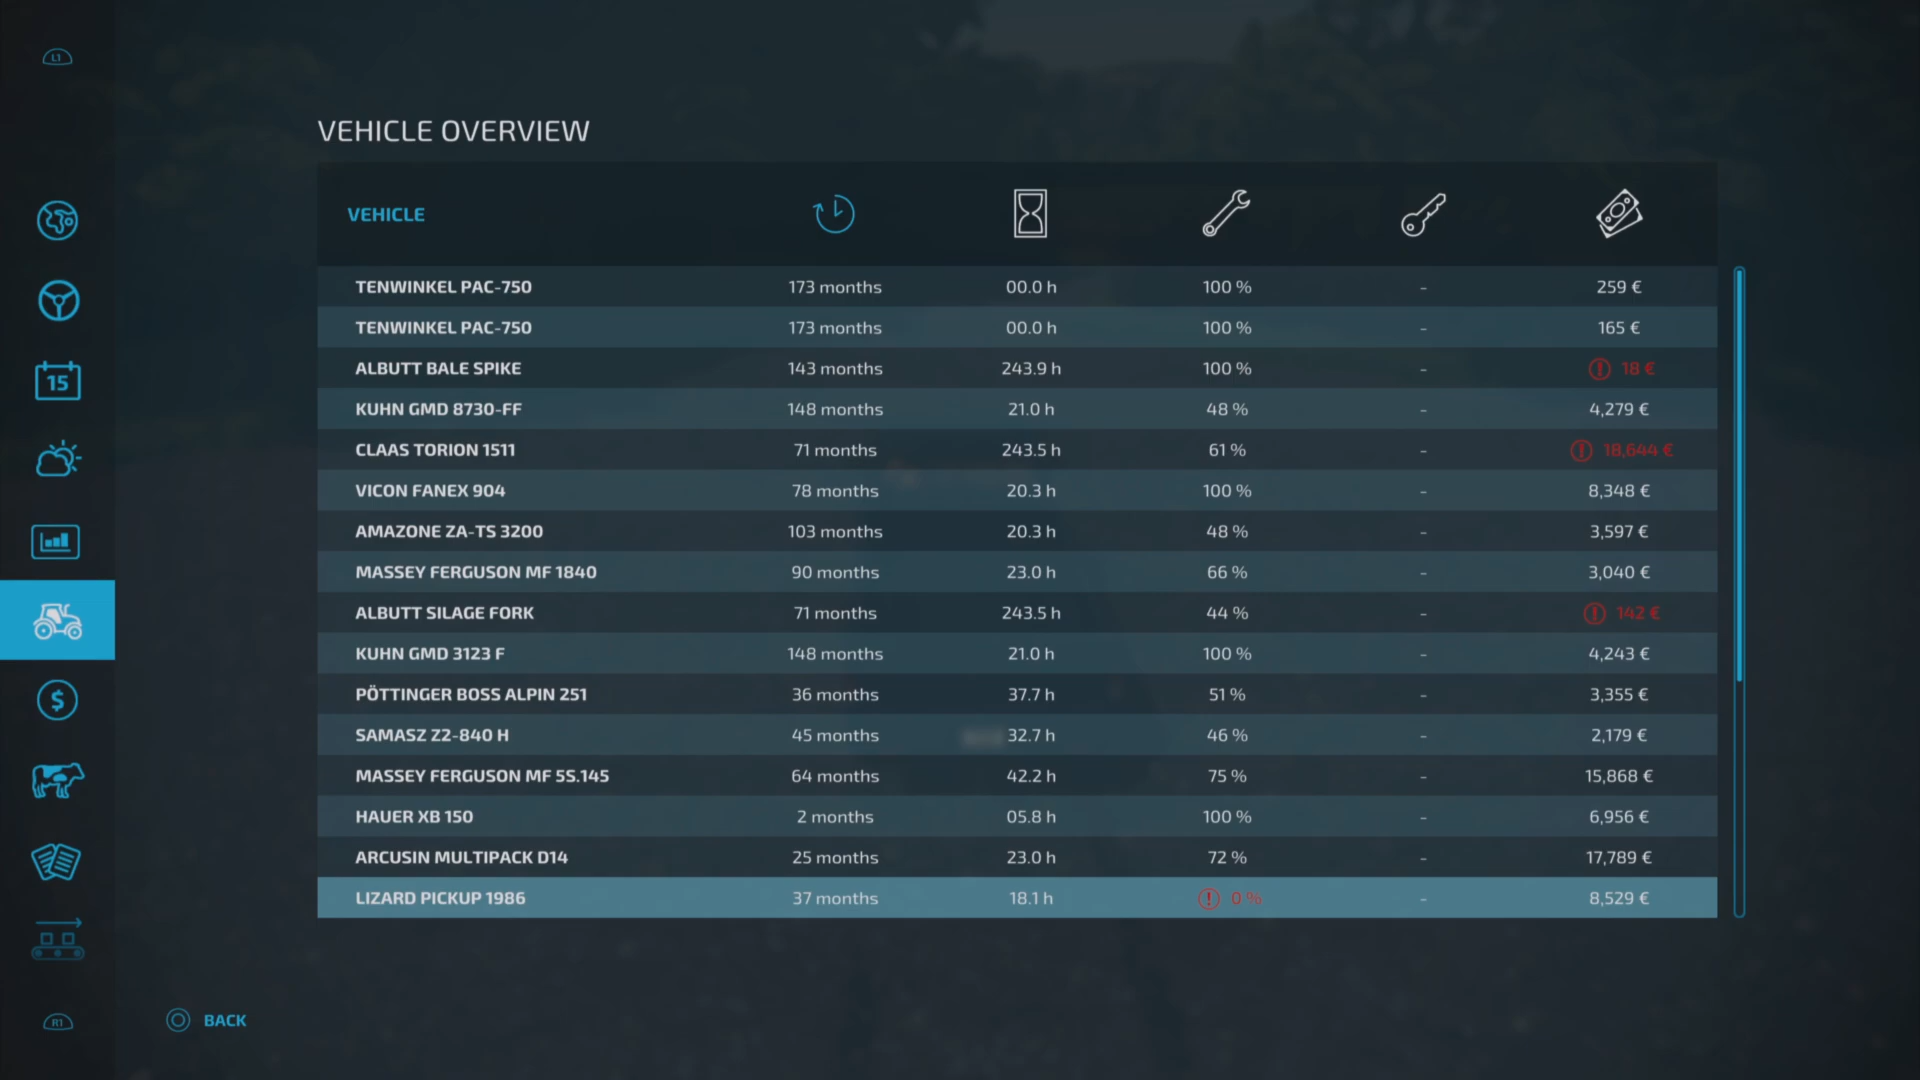 L1
VEHICLE OVERVIEW
VEHICLE
TENWINKEL PAC-750 173 months 00.0 h 100 % - 259 €
TENWINKEL PAC-750 173 months 00.0 h 100 % - 165 €
ALBUTT BALE SPIKE 143 months 243.9 h 100 % - 18 €
KUHN GMD 8730-FF 148 months 21.0 h 48 % - 4,279 €
CLAAS TORION 1511 71 months 243.5 h 61 % - 18,644 €
VICON FANEX 904 78 months 20.3 h 100 % - 8,348 €
AMAZONE ZA-TS 3200 103 months 20.3 h 48 % - 3,597 €
MASSEY FERGUSON MF 1840 90 months 23.0 h 66 % - 3,040 €
ALBUTT SILAGE FORK 71 months 243.5 h 44 % - 142 €
KUHN GMD 3123 F 148 months 21.0 h 100 % - 4,243 €
PÖTTINGER BOSS ALPIN 251 36 months 37.7 h 51 % - 3,355 €
SAMASZ Z2-840 H 45 months 32.7 h 46 % - 2,179 €
MASSEY FERGUSON MF 5S.145 64 months 42.2 h 75 % - 15,868 €
HAUER XB 150 2 months 05.8 h 100 % - 6,956 €
ARCUSIN MULTIPACK D14 25 months 23.0 h 72 % - 17,789 €
LIZARD PICKUP 1986 37 months 18.1 h 0 % - 8,529 €
15
$
R1
BACK